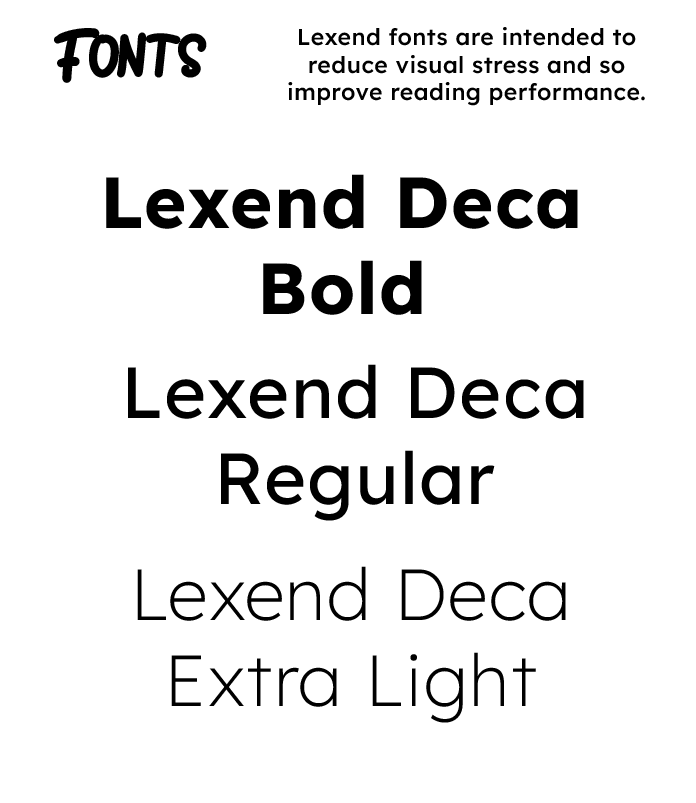 FONTS
Lexend fonts are intended to
reduce visual stress and so
improve reading performance.
Lexend Deca
Bold
Lexend Deca
Regular
Lexend Deca
Extra Light